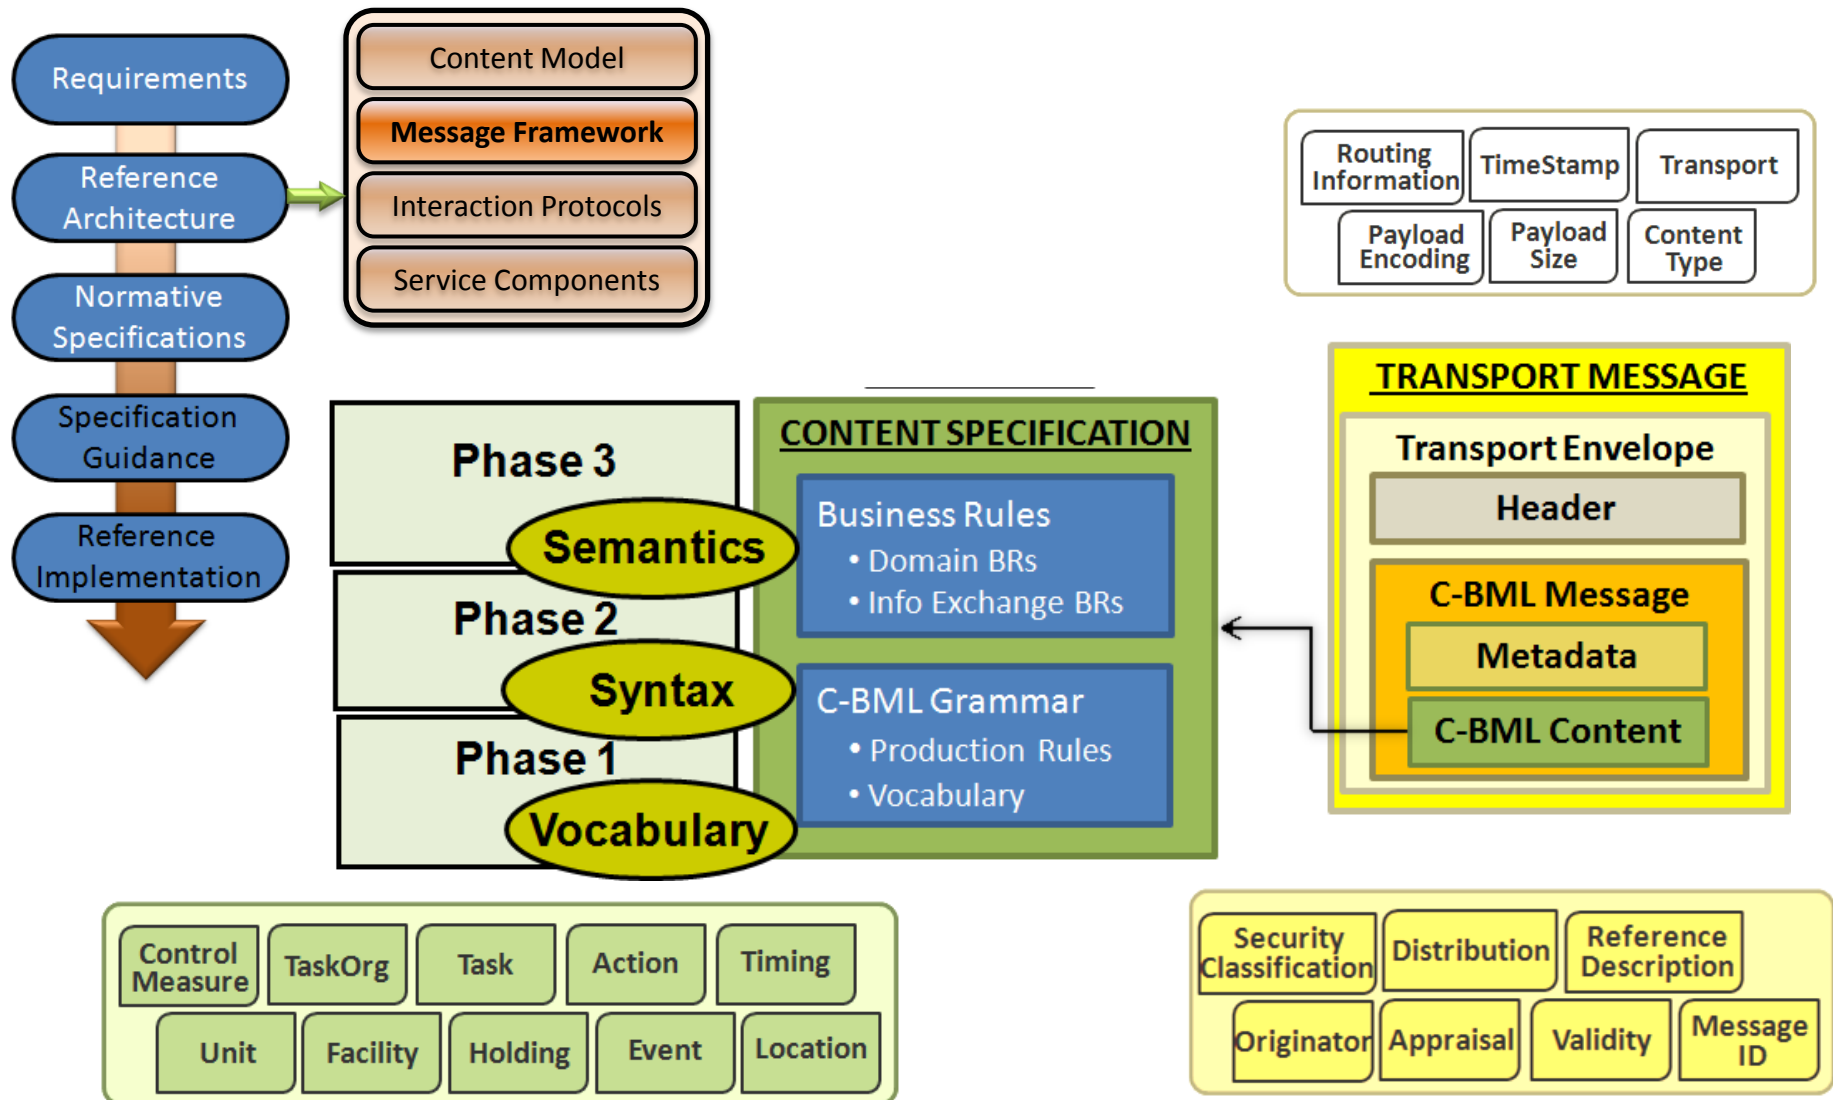 Requirements
Reference
Architecture
Normative
Specifications
Specification
Guidance
Reference
Implementation
Content Model
Message Framework
Interaction Protocols
Service Components
Routing
Information
TimeStamp
Transport
Payload
Encoding
Payload
Size
Content
Type
Phase 3
Semantics
Phase 2
Syntax
Phase 1
Vocabulary
CONTENT SPECIFICATION
Business Rules
• Domain BRs
• Info Exchange BRs
C-BML Grammar
• Production Rules
• Vocabulary
TRANSPORT MESSAGE
Transport Envelope
Header
C-BML Message
Metadata
C-BML Content
Control
Measure
TaskOrg
Task
Action
Timing
Unit
Facility
Holding
Event
Location
Security
Classification
Distribution
Reference
Description
Originator
Appraisal
Validity
Message
ID